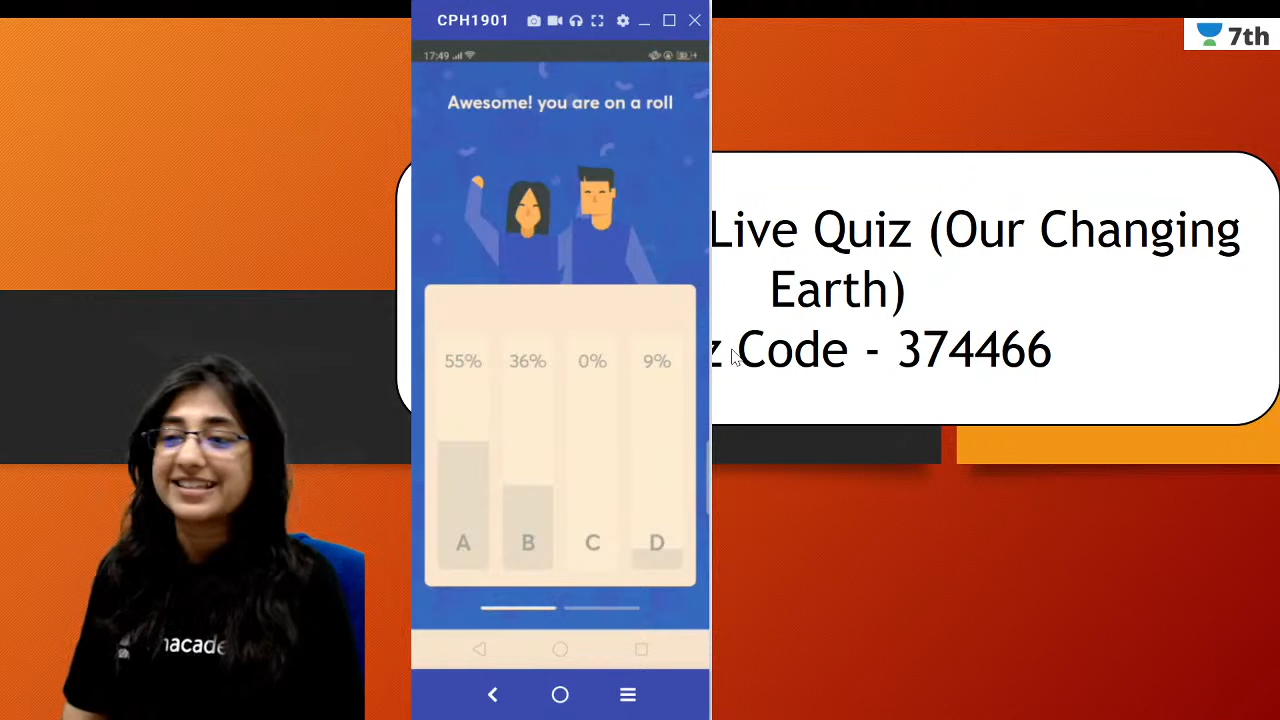 CPH1901
7th
17:49
Awesome! you are on a roll
Live Quiz (Our Changing
Earth)
z Code - 374466
55% 36% 0% 9%
A B C D
nacade